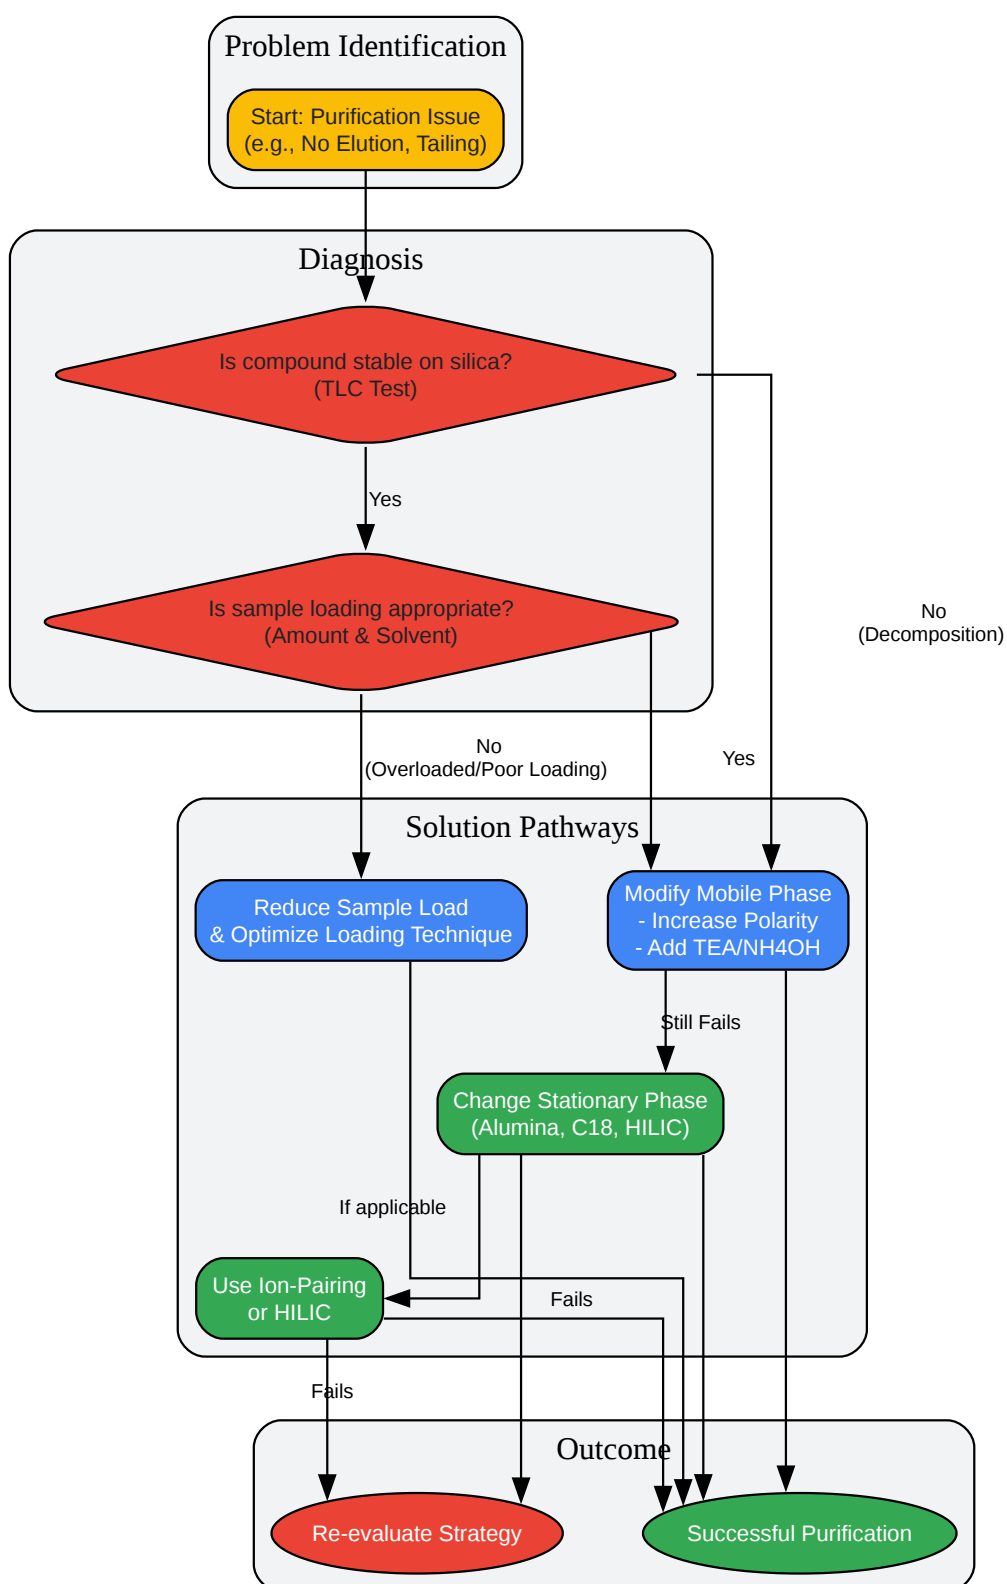 Problem Identification
Start: Purification Issue
(e.g., No Elution, Tailing)
Diagnosis
Is compound stable on silica?
(TLC Test)
Yes
Is sample loading appropriate?
(Amount & Solvent)
No
(Decomposition)
No
(Overloaded/Poor Loading)
Yes
Solution Pathways
Reduce Sample Load
& Optimize Loading Technique
Modify Mobile Phase
- Increase Polarity
- Add TEA/NH4OH
Still Fails
Change Stationary Phase
(Alumina, C18, HILIC)
If applicable
Use Ion-Pairing
or HILIC
Fails
Fails
Outcome
Re-evaluate Strategy
Successful Purification